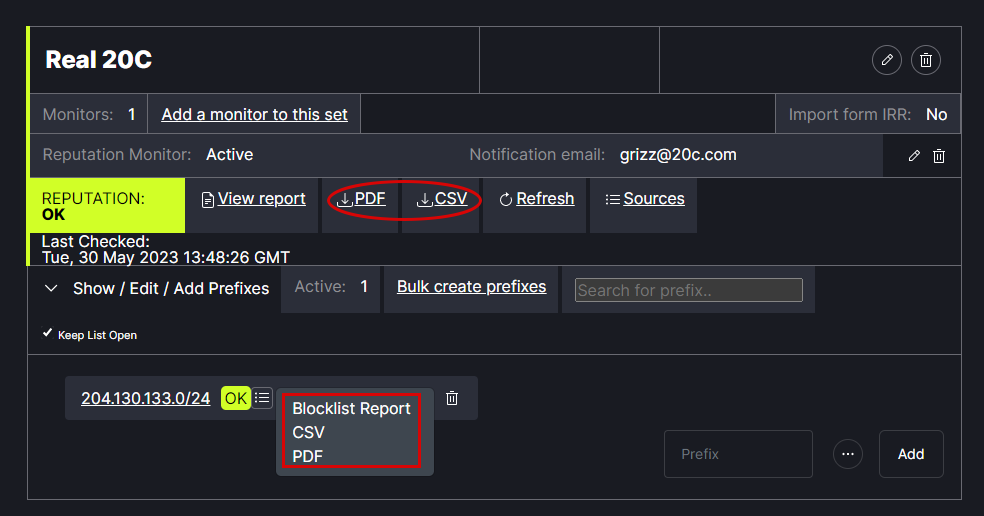 Real 20C
Monitors: 1 Add a monitor to this set Import form IRR: No
Reputation Monitor: Active Notification email: grizz@20c.com
REPUTATION: View report PDF CSV Refresh Sources
OK
Last Checked:
Tue, 30 May 2023 13:48:26 GMT
Show / Edit / Add Prefixes Active: 1 Bulk create prefixes Search for prefix..
Keep List Open
204.130.133.0/24 OK
Blocklist Report
CSV
PDF
Prefix ... Add